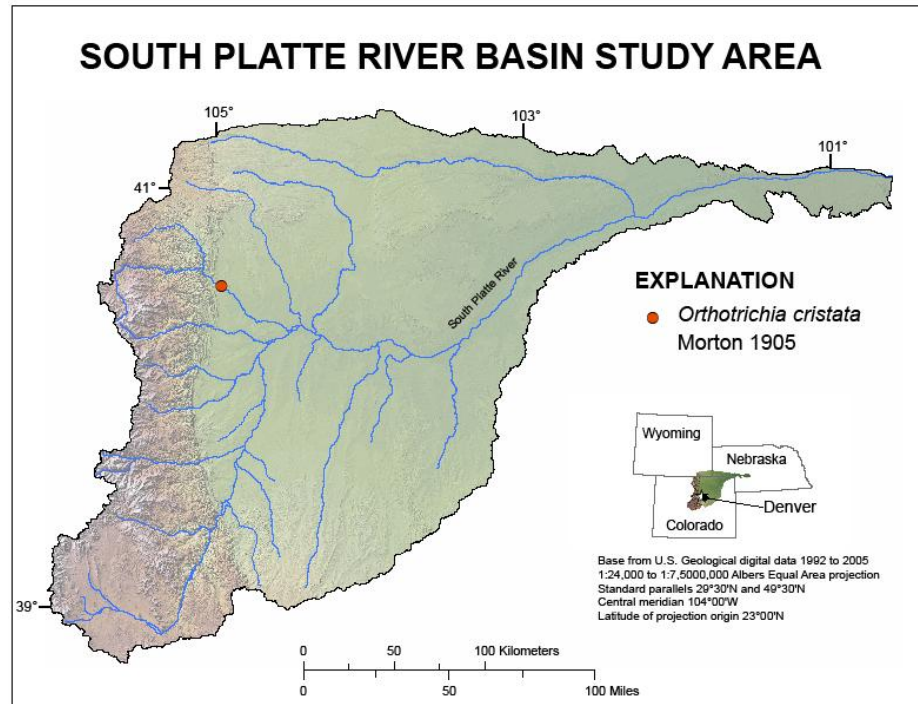 SOUTH PLATTE RIVER BASIN STUDY AREA
105°
103°
101°
41°
South Platte River
EXPLANATION
Orthotrichia cristata
Morton 1905
Wyoming
Nebraska
Denver
Colorado
Base from U.S. Geological digital data 1992 to 2005
1:24,000 to 1:7,5000,000 Albers Equal Area projection
Standard parallels 29°30'N and 49°30'N
Central meridian 104°00'W
Latitude of projection origin 23°00'N
39°
0 50 100 Kilometers
0 50 100 Miles